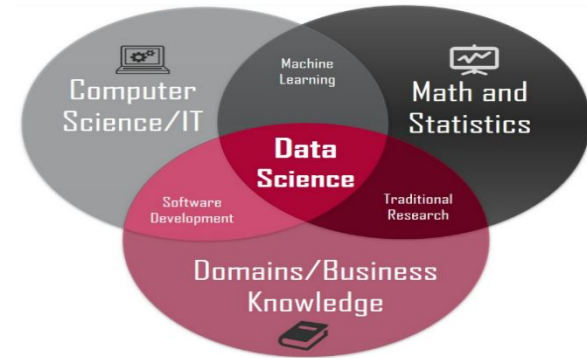 Machine
Learning
Computer
Science/IT
Math and
Statistics
Data
Science
Software
Development
Traditional
Research
Domains/Business
Knowledge